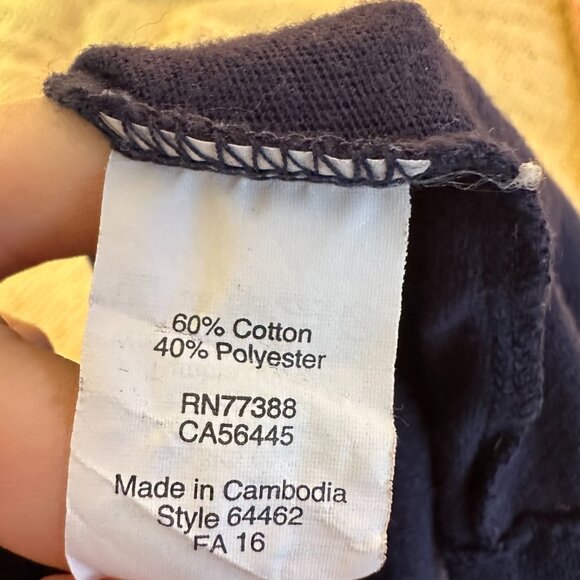 60% Cotton
40% Polyester
RN77388
CA56445
Made in Cambodia
Style 64462
FA 16